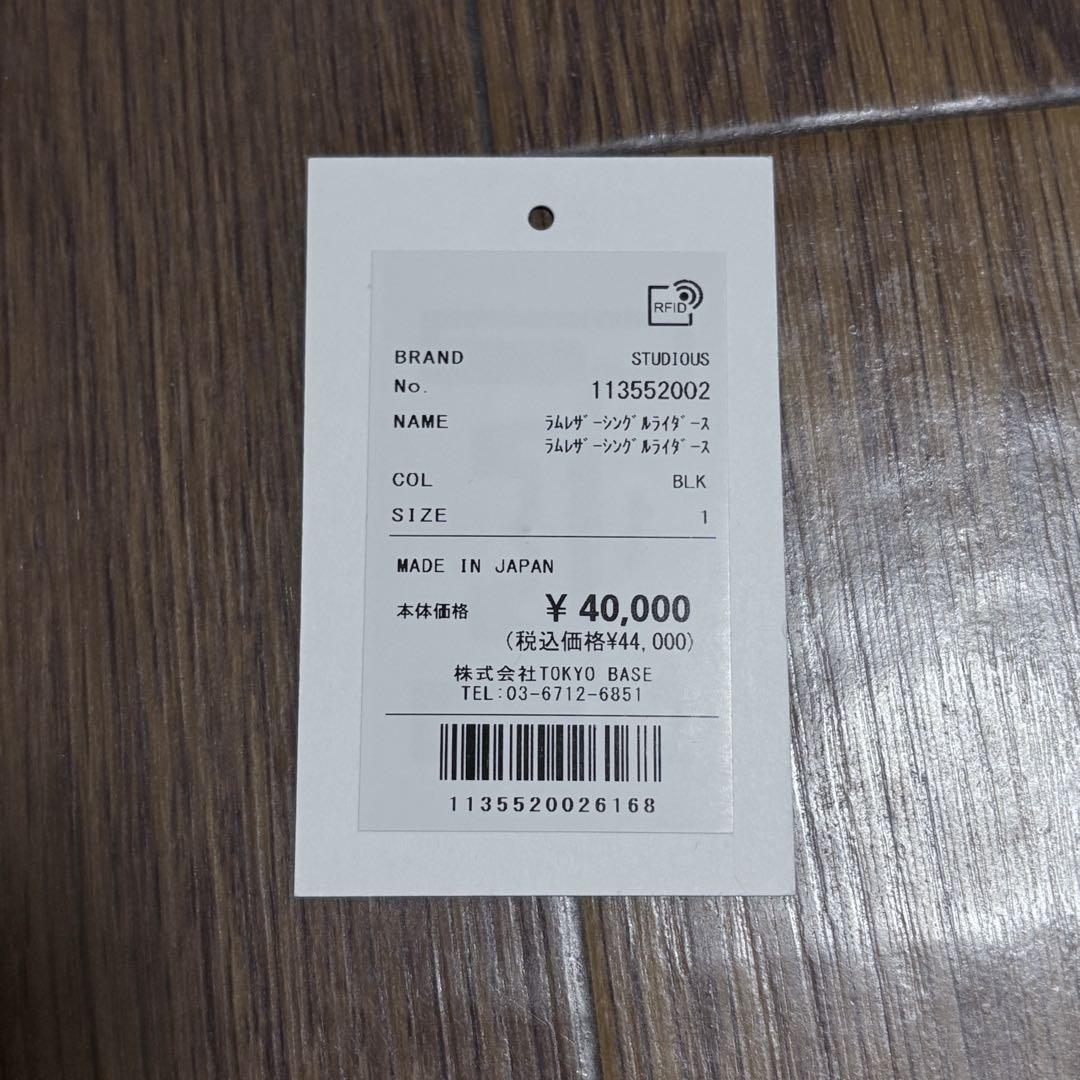 RFID
BRAND STUDIOUS
No. 113552002
NAME ﾗﾑﾚｻﾞｰｼﾝｸﾞﾙﾗｲﾀﾞｰｽ
ﾗﾑﾚｻﾞｰｼﾝｸﾞﾙﾗｲﾀﾞｰｽ
COL BLK
SIZE 1
MADE IN JAPAN
本体価格 ¥ 40,000
(税込価格¥44,000)
株式会社TOKYO BASE
TEL:03-6712-6851
1135520026168